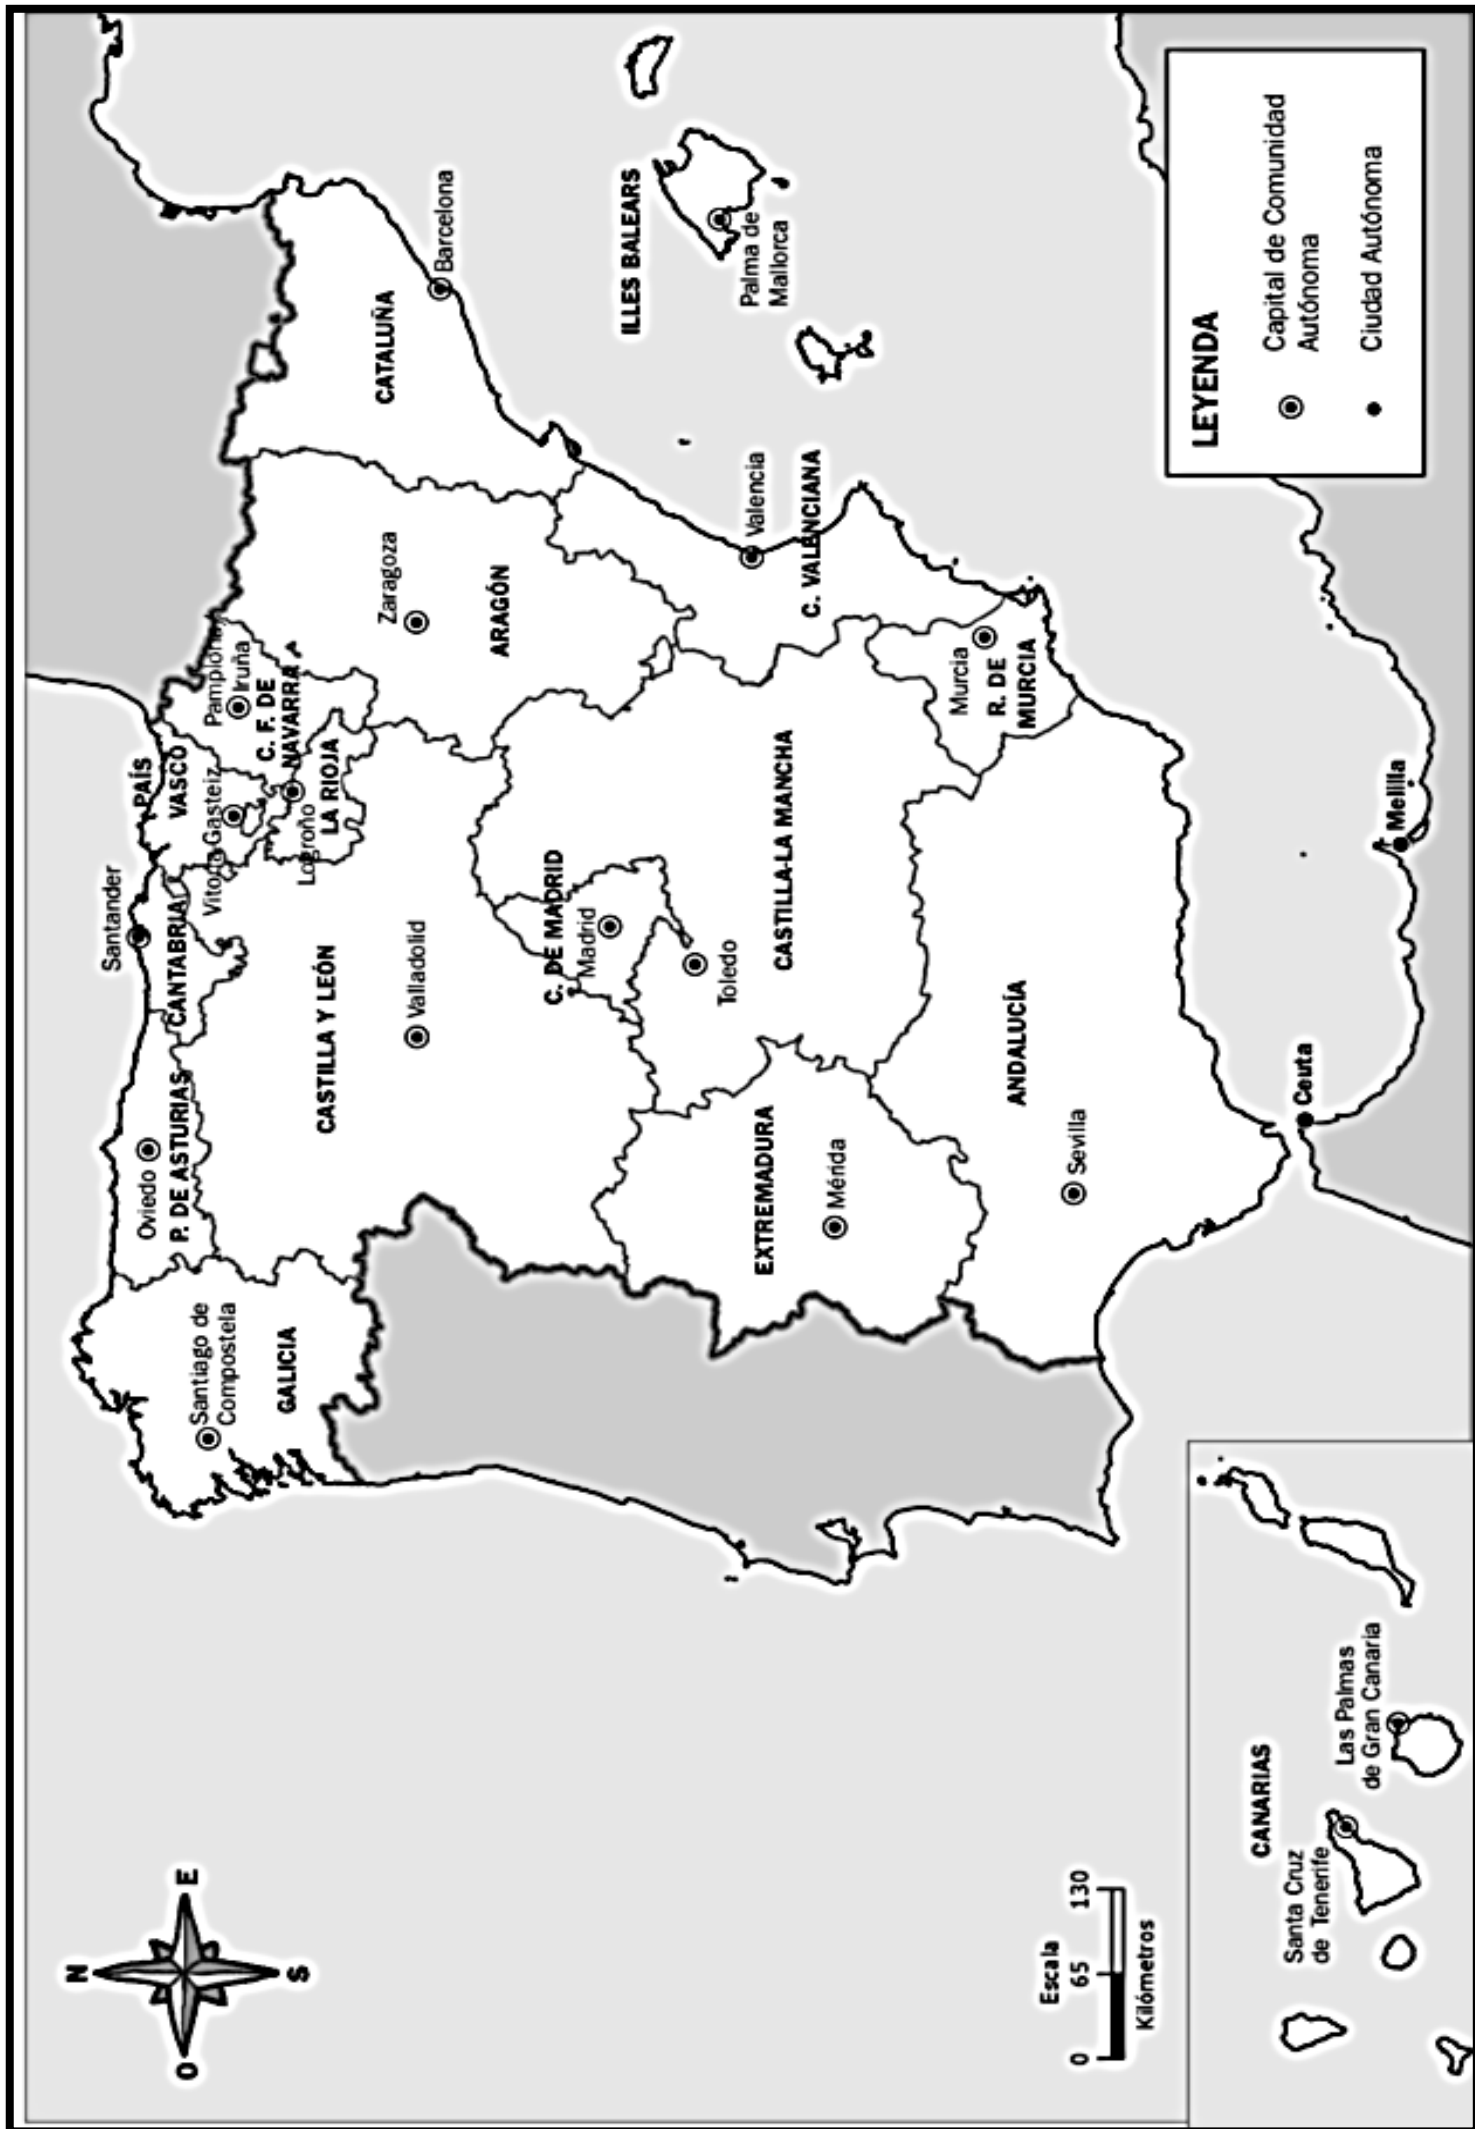 N
O
E
S
Santander
Oviedo
P. DE ASTURIAS
CANTABRIA
PAÍS
VASCO
Vitoria-Gasteiz
Pamplona
Iruña
C. F. DE
NAVARRA
Logroño
LA RIOJA
Santiago de
Compostela
GALICIA
CASTILLA Y LEÓN
Valladolid
Zaragoza
ARAGÓN
CATALUÑA
Barcelona
C. DE MADRID
Madrid
Toledo
CASTILLA-LA MANCHA
EXTREMADURA
Mérida
Valencia
C. VALENCIANA
ILLES BALEARS
Palma de
Mallorca
Murcia
R. DE
MURCIA
ANDALUCÍA
Sevilla
Ceuta
Melilla
Escala
0 65 130
Kilómetros
CANARIAS
Santa Cruz
de Tenerife
Las Palmas
de Gran Canaria
LEYENDA
Capital de Comunidad
Autónoma
Ciudad Autónoma